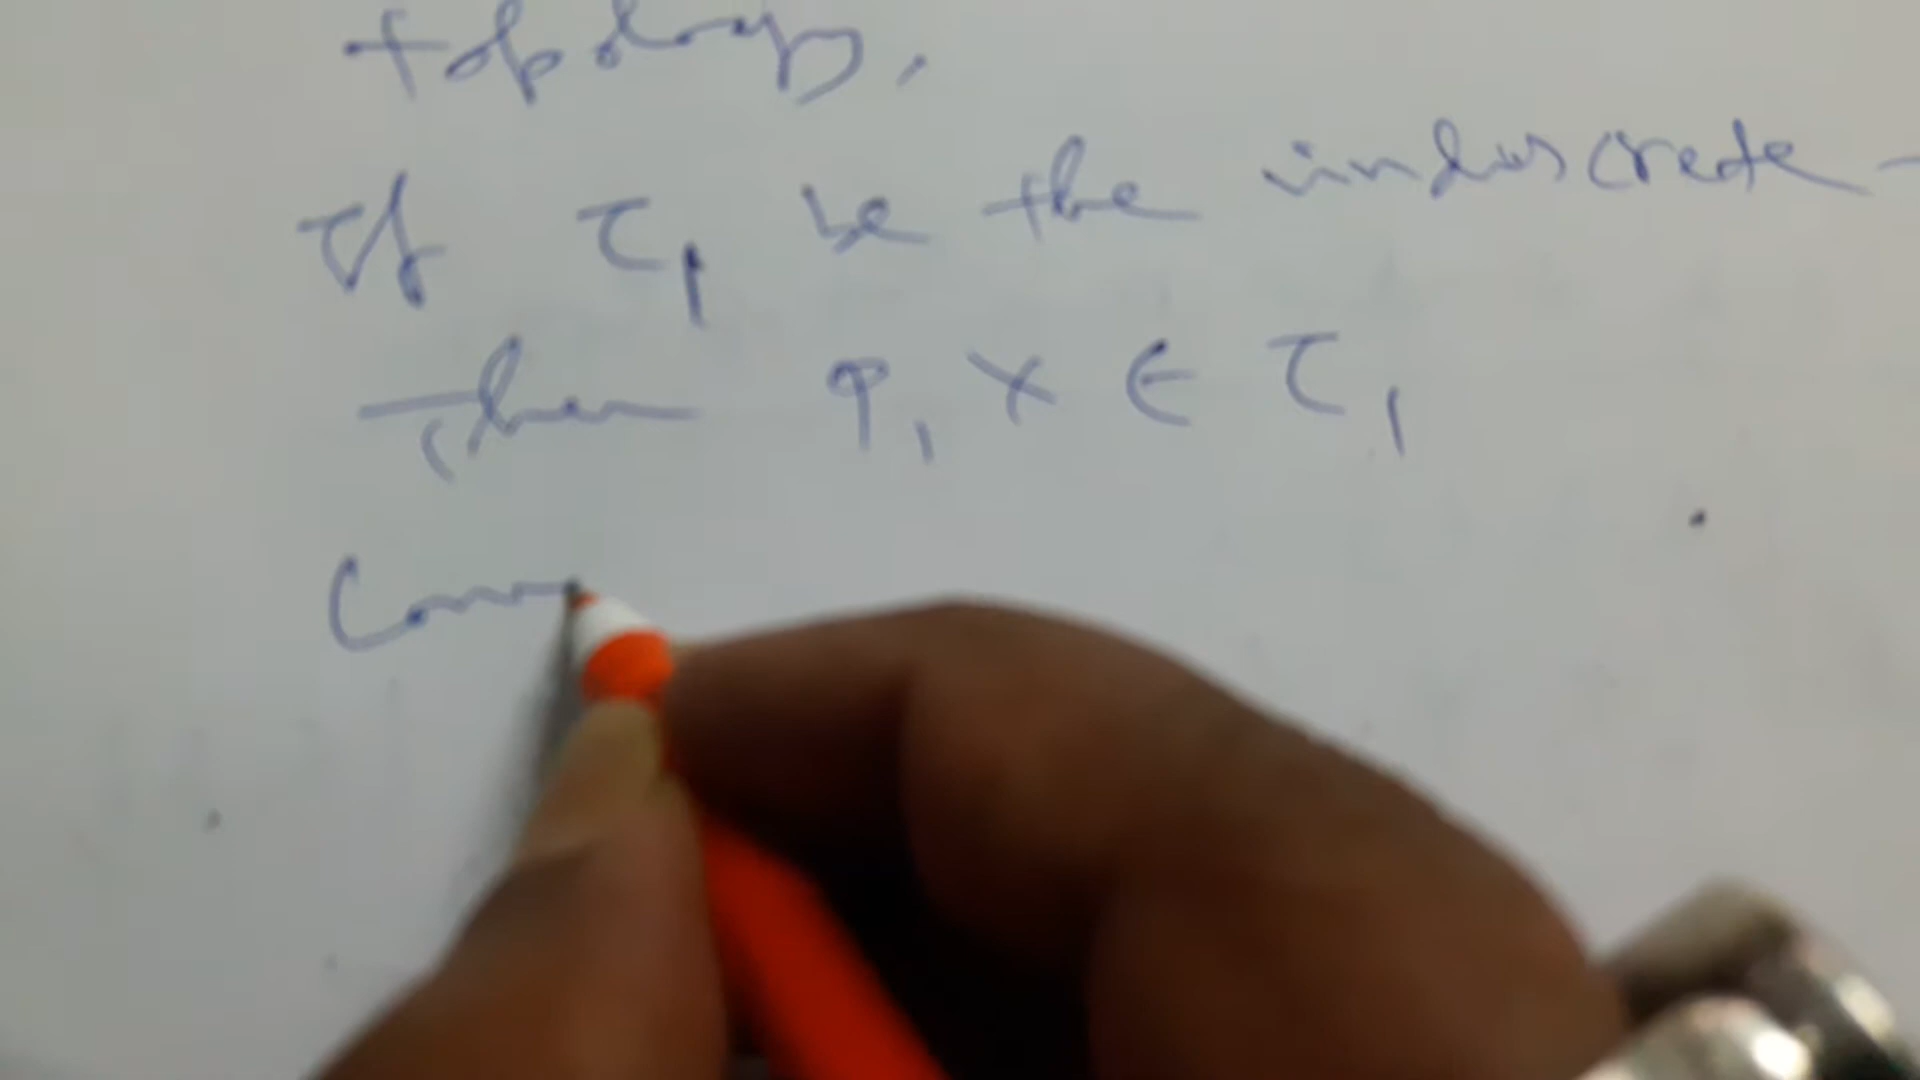 topology,
If τ₁ be the indiscrete -
Then φ, X ∈ τ₁